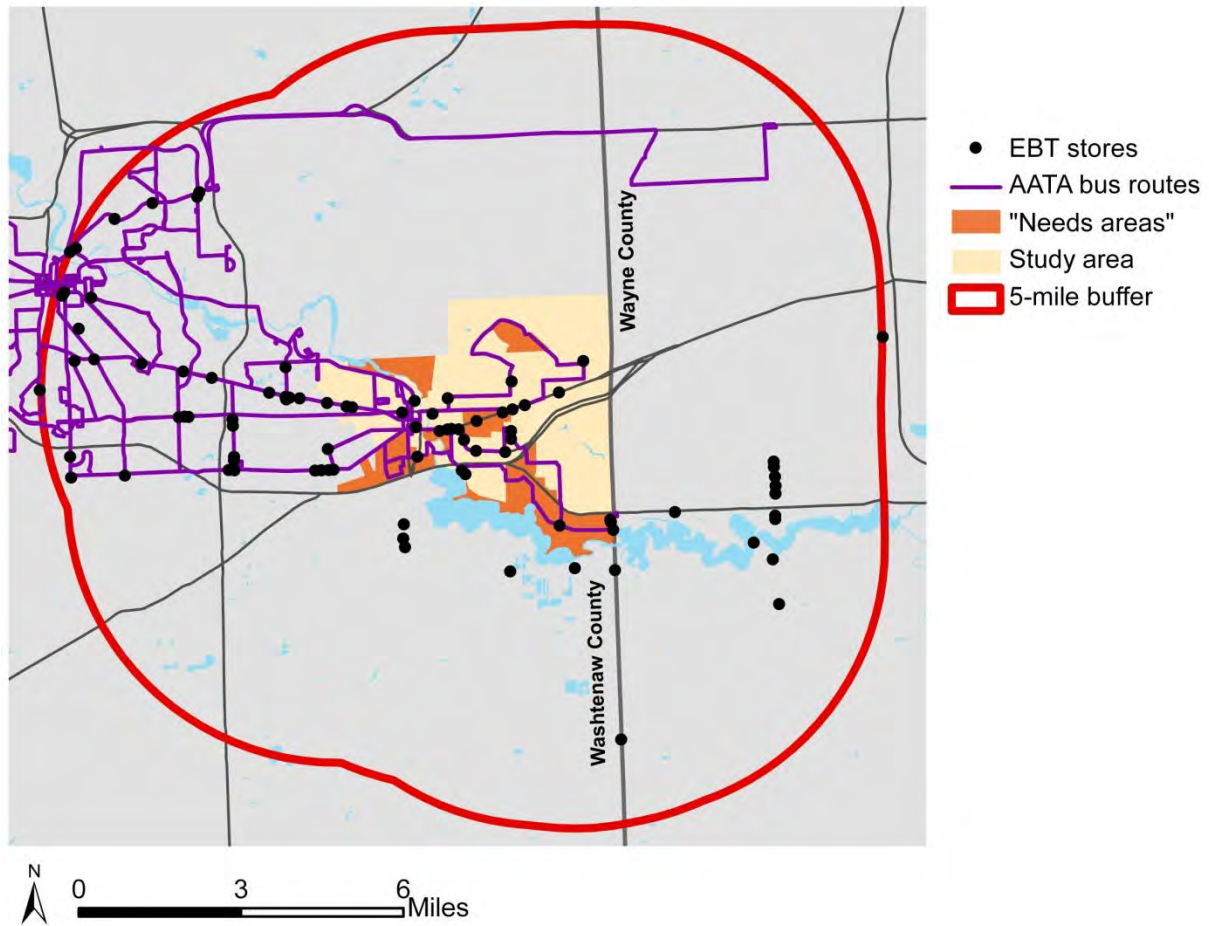 EBT stores
AATA bus routes
"Needs areas"
Study area
5-mile buffer
Wayne County
Washtenaw County
N
0 3 6
Miles